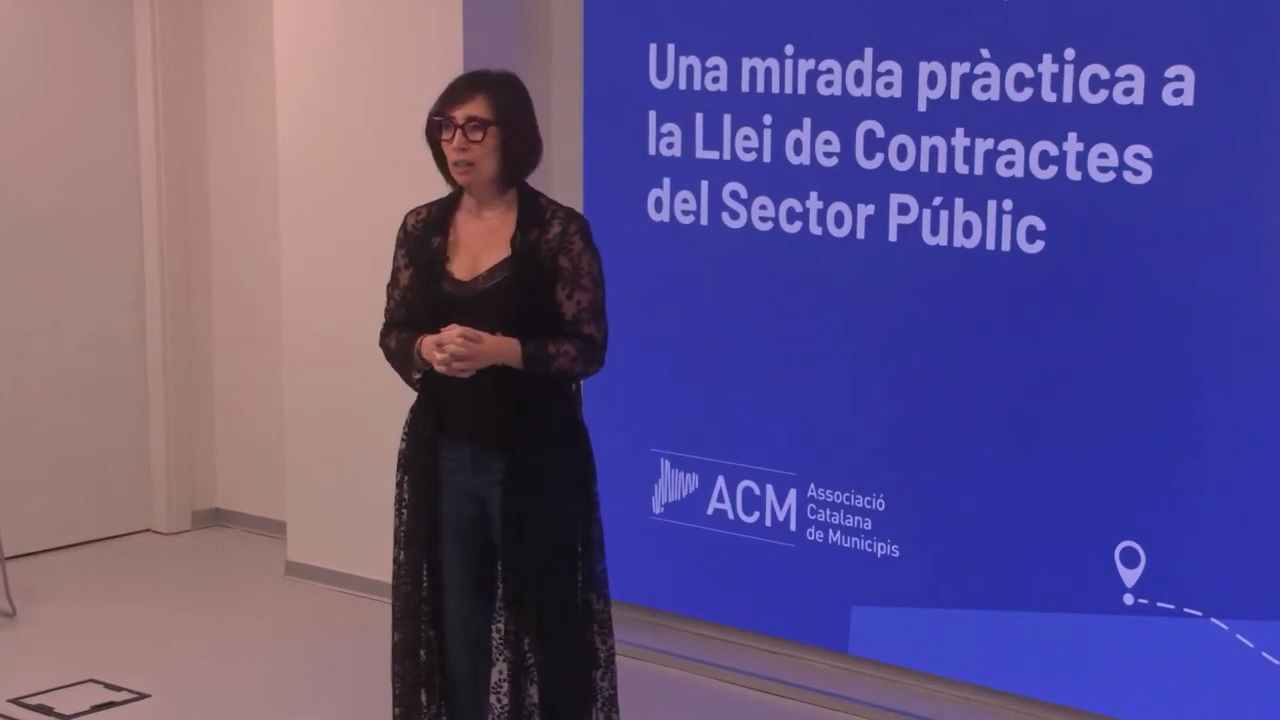 Una mirada pràctica a
la Llei de Contractes
del Sector Públic
ACM
Associació
Catalana
de Municipis